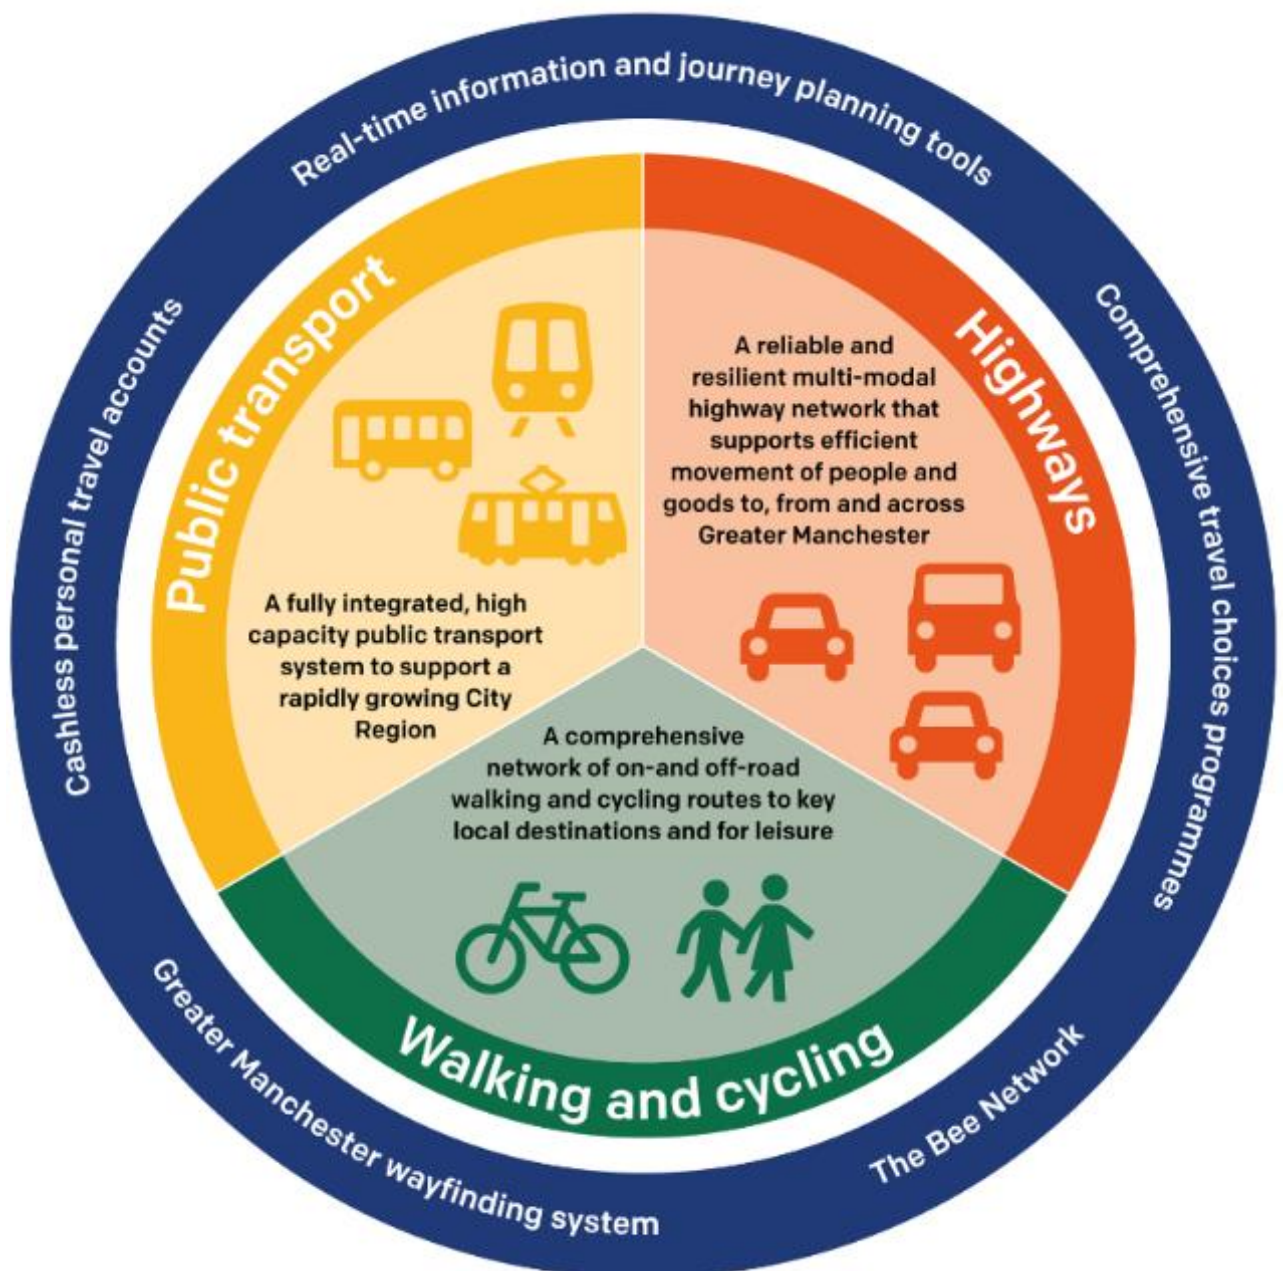 Real-time information and journey planning tools
Comprehensive travel choices programmes
The Bee Network
Greater Manchester wayfinding system
Cashless personal travel accounts
Public transport
A fully integrated, high
capacity public transport
system to support a
rapidly growing City
Region
Highways
A reliable and
resilient multi-modal
highway network that
supports efficient
movement of people and
goods to, from and across
Greater Manchester
A comprehensive
network of on-and off-road
walking and cycling routes to key
local destinations and for leisure
Walking and cycling